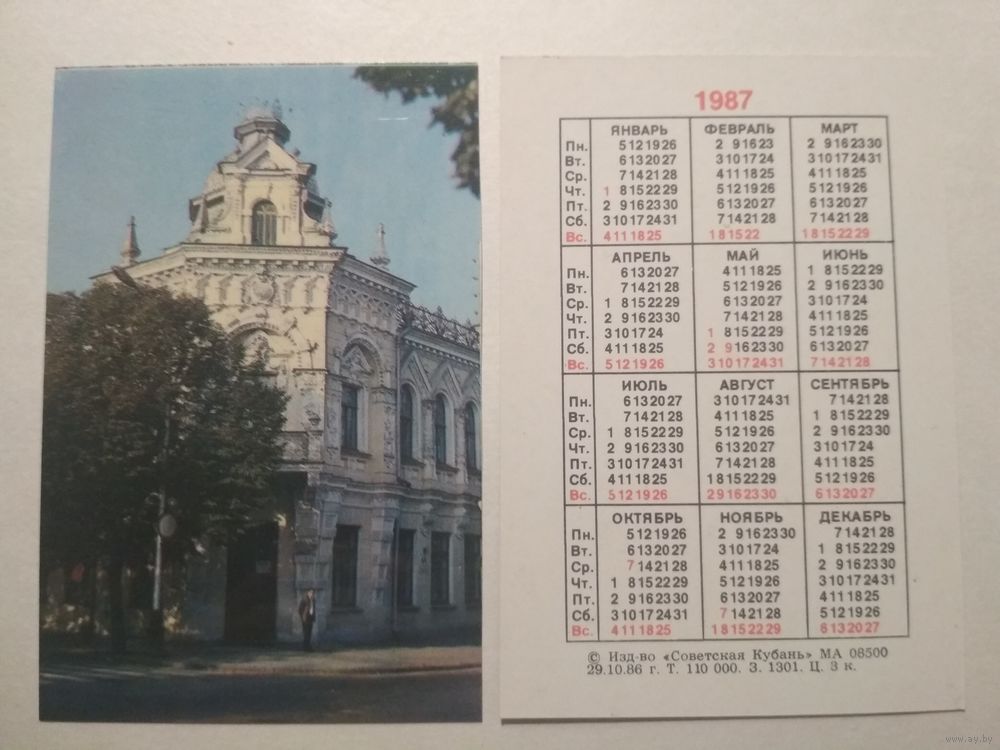 1987
ЯНВАРЬ ФЕВРАЛЬ МАРТ
Пн. 5 12 19 26 2 9 16 23 2 9 16 23 30
Вт. 6 13 20 27 3 10 17 24 3 10 17 24 31
Ср. 7 14 21 28 4 11 18 25 4 11 18 25
Чт. 1 8 15 22 29 5 12 19 26 5 12 19 26
Пт. 2 9 16 23 30 6 13 20 27 6 13 20 27
Сб. 3 10 17 24 31 7 14 21 28 7 14 21 28
Вс. 4 11 18 25 1 8 15 22 1 8 15 22 29
АПРЕЛЬ МАЙ ИЮНЬ
Пн. 6 13 20 27 4 11 18 25 1 8 15 22 29
Вт. 7 14 21 28 5 12 19 26 2 9 16 23 30
Ср. 1 8 15 22 29 6 13 20 27 3 10 17 24
Чт. 2 9 16 23 30 7 14 21 28 4 11 18 25
Пт. 3 10 17 24 1 8 15 22 29 5 12 19 26
Сб. 4 11 18 25 2 9 16 23 30 6 13 20 27
Вс. 5 12 19 26 3 10 17 24 31 7 14 21 28
ИЮЛЬ АВГУСТ СЕНТЯБРЬ
Пн. 6 13 20 27 3 10 17 24 31 7 14 21 28
Вт. 7 14 21 28 4 11 18 25 1 8 15 22 29
Ср. 1 8 15 22 29 5 12 19 26 2 9 16 23 30
Чт. 2 9 16 23 30 6 13 20 27 3 10 17 24
Пт. 3 10 17 24 31 7 14 21 28 4 11 18 25
Сб. 4 11 18 25 1 8 15 22 29 5 12 19 26
Вс. 5 12 19 26 2 9 16 23 30 6 13 20 27
ОКТЯБРЬ НОЯБРЬ ДЕКАБРЬ
Пн. 5 12 19 26 2 9 16 23 30 7 14 21 28
Вт. 6 13 20 27 3 10 17 24 1 8 15 22 29
Ср. 7 14 21 28 4 11 18 25 2 9 16 23 30
Чт. 1 8 15 22 29 5 12 19 26 3 10 17 24 31
Пт. 2 9 16 23 30 6 13 20 27 4 11 18 25
Сб. 3 10 17 24 31 7 14 21 28 5 12 19 26
Вс. 4 11 18 25 1 8 15 22 29 6 13 20 27
© Изд-во «Советская Кубань» МА 08500
29.10.86 г. Т. 110 000. З. 1301. Ц. 3 к.
www.ay.by